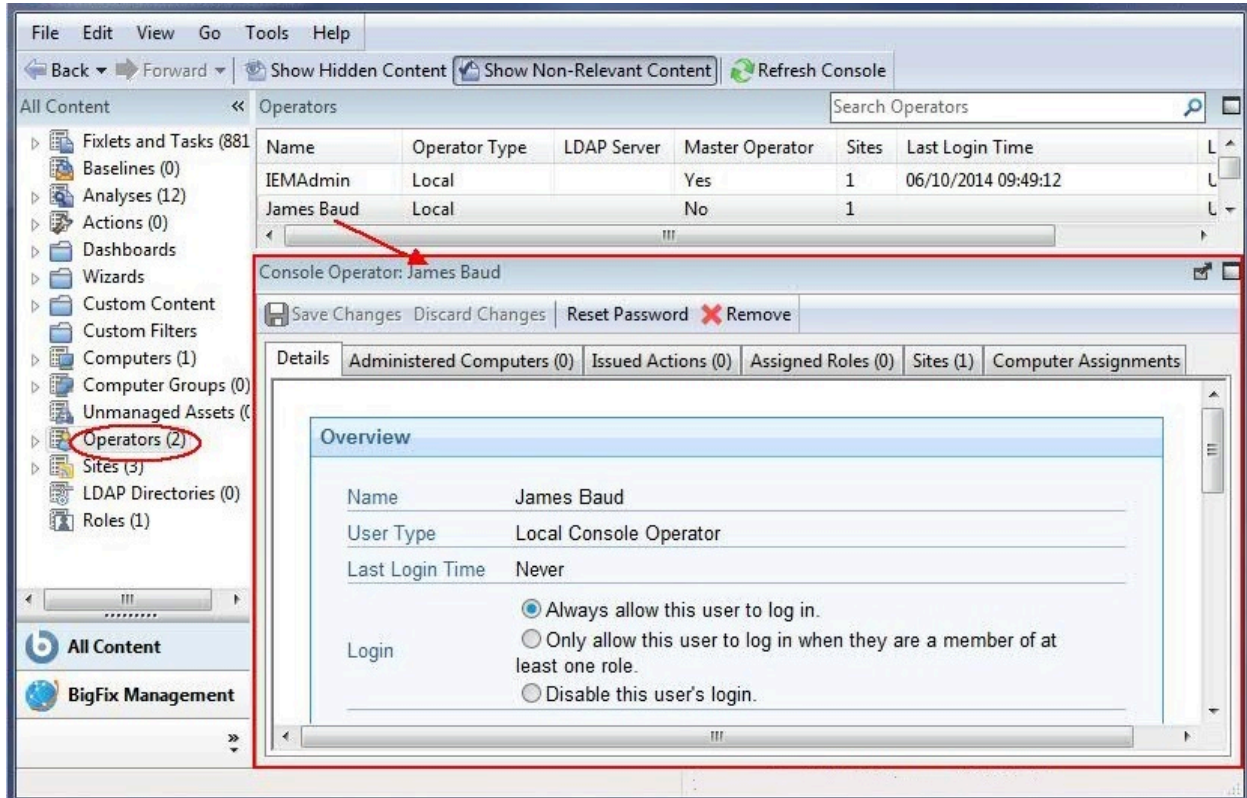 File Edit View Go Tools Help
Back Forward Show Hidden Content Show Non-Relevant Content Refresh Console
All Content « Operators Search Operators
Fixlets and Tasks (881
Baselines (0)
Analyses (12)
Actions (0)
Dashboards
Wizards
Custom Content
Custom Filters
Computers (1)
Computer Groups (0)
Unmanaged Assets (
Operators (2)
Sites (3)
LDAP Directories (0)
Roles (1)
All Content
BigFix Management
»
Name Operator Type LDAP Server Master Operator Sites Last Login Time L
IEMAdmin Local Yes 1 06/10/2014 09:49:12
James Baud Local No 1
Console Operator: James Baud
Save Changes Discard Changes Reset Password Remove
Details Administered Computers (0) Issued Actions (0) Assigned Roles (0) Sites (1) Computer Assignments
Overview
Name James Baud
User Type Local Console Operator
Last Login Time Never
Login
Always allow this user to log in.
Only allow this user to log in when they are a member of at
least one role.
Disable this user's login.